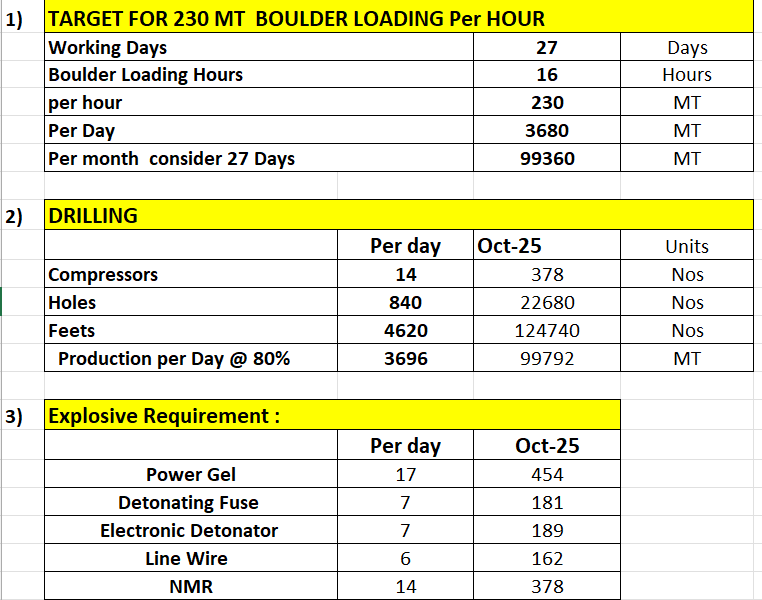 1) TARGET FOR 230 MT BOULDER LOADING Per HOUR
Working Days 27 Days
Boulder Loading Hours 16 Hours
per hour 230 MT
Per Day 3680 MT
Per month consider 27 Days 99360 MT
2) DRILLING
Per day Oct-25 Units
Compressors 14 378 Nos
Holes 840 22680 Nos
Feets 4620 124740 Nos
Production per Day @ 80% 3696 99792 MT
3) Explosive Requirement :
Per day Oct-25
Power Gel 17 454
Detonating Fuse 7 181
Electronic Detonator 7 189
Line Wire 6 162
NMR 14 378